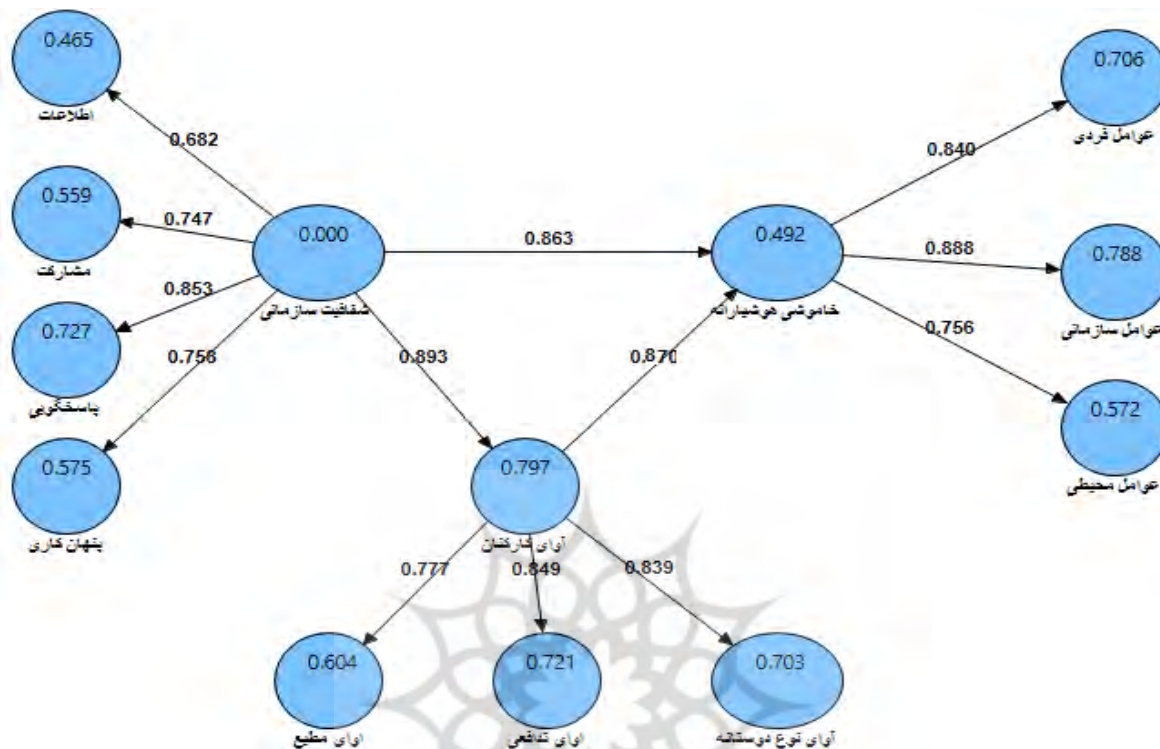 0.465
اطلاعات
0.682
0.559
مشارکت
0.747
0.727
پاسخگویی
0.853
0.575
پنهان کاری
0.756
0.000
شفافیت سازمانی
0.863
0.492
خاموشی هوشیارانه
0.893
0.870
0.797
آوای کارکنان
0.840
0.706
عوامل فردی
0.888
0.788
عوامل سازمانی
0.756
0.572
عوامل محیطی
0.777
0.849
0.839
0.604
اوای مطیع
0.721
اوای تدافعی
0.703
آوای نوع دوستانه